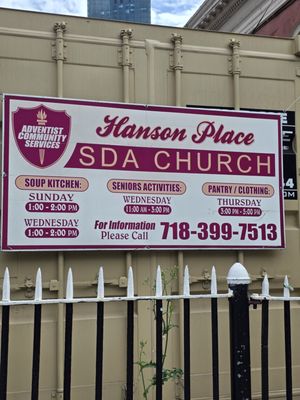 ADVENTIST
COMMUNITY
SERVICES
Hanson Place
SDA CHURCH
SOUP KITCHEN:
SUNDAY
1:00 - 2:00 PM
WEDNESDAY
1:00 - 2:00 PM
SENIORS ACTIVITIES:
WEDNESDAY
11:00 AM - 3:00 PM
PANTRY / CLOTHING:
THURSDAY
3:00 PM - 5:00 PM
For Information
Please Call
718-399-7513
4